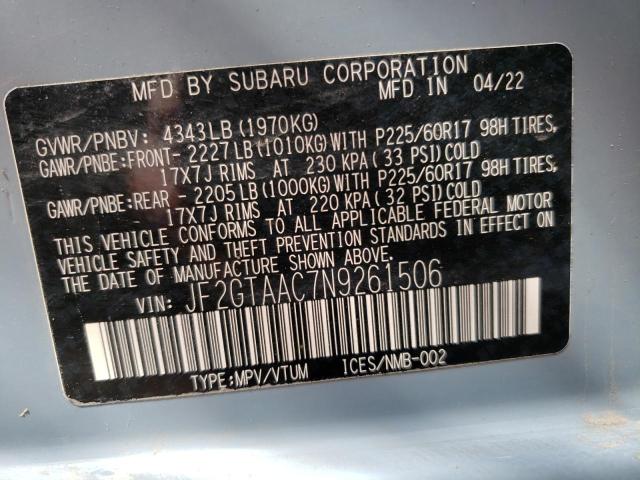 MFD BY SUBARU CORPORATION
MFD IN 04/22
GVWR/PNBV: 4343LB(1970KG)
GAWR/PNBE:FRONT-2227LB(1010KG)WITH P225/60R17 98H TIRES,
17X7J RIMS AT 230 KPA(33 PSI)COLD
GAWR/PNBE:REAR -2205LB(1000KG)WITH P225/60R17 98H TIRES,
17X7J RIMS AT 220 KPA(32 PSI)COLD
THIS VEHICLE CONFORMS TO ALL APPLICABLE FEDERAL MOTOR
VEHICLE SAFETY AND THEFT PREVENTION STANDARDS IN EFFECT ON
THE DATE OF MANUFACTURE SHOWN ABOVE.
VIN: JF2GTAAC7N9261506
TYPE:MPV/VTUM ICES/NMB-002